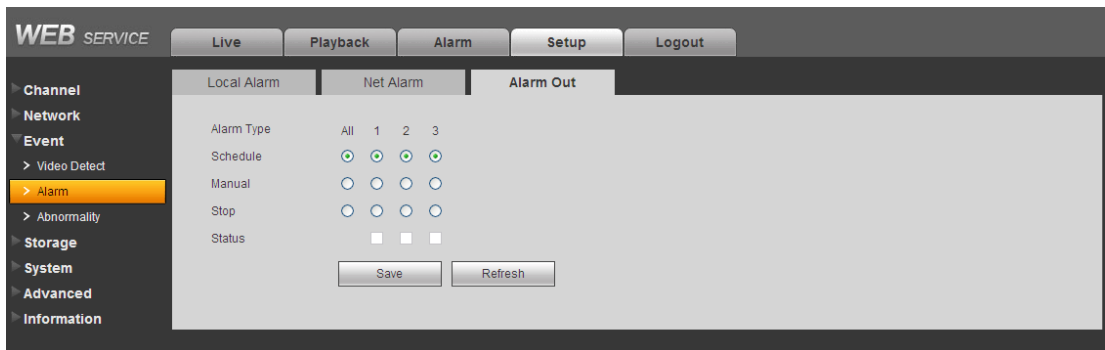 WEB SERVICE
Live Playback Alarm Setup Logout
Local Alarm Net Alarm Alarm Out
Channel
Network
Event
> Video Detect
> Alarm
> Abnormality
Storage
System
Advanced
Information
Alarm Type All 1 2 3
Schedule
Manual
Stop
Status
Save Refresh